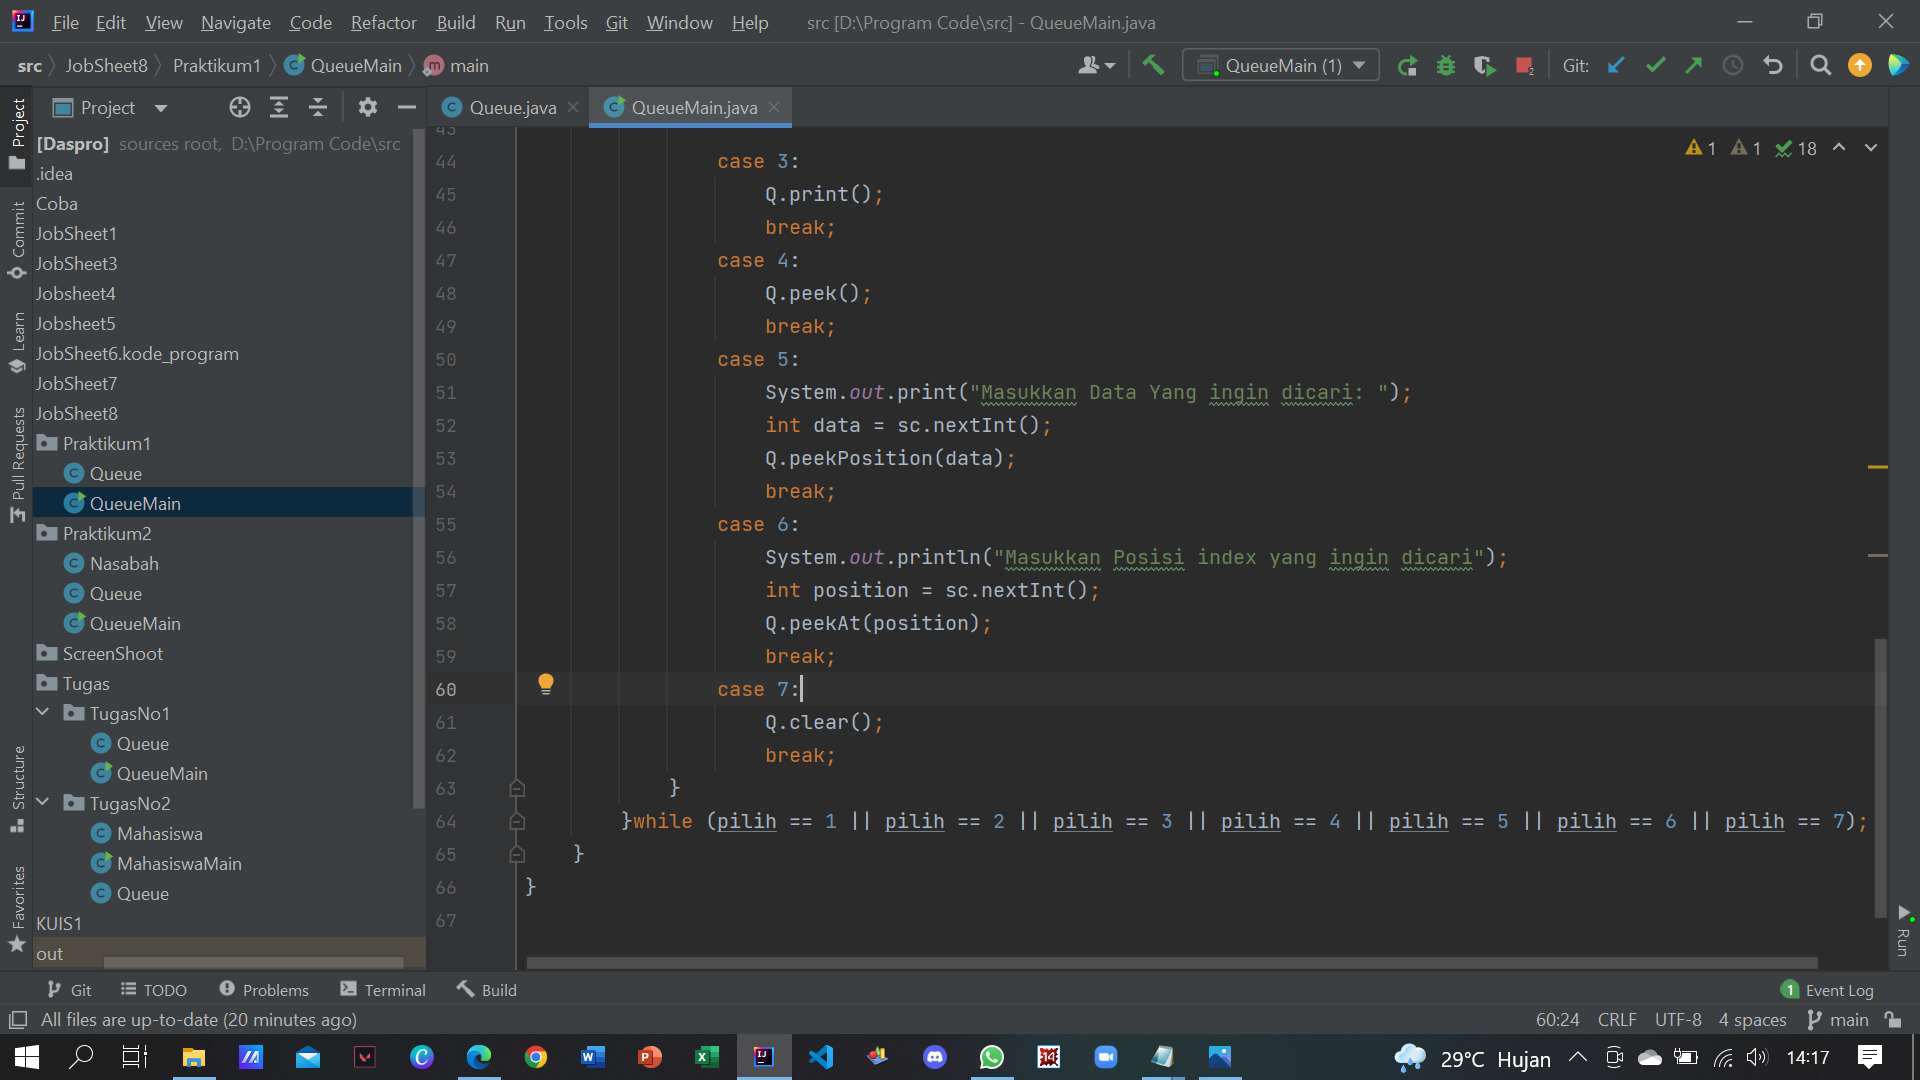 File Edit View Navigate Code Refactor Build Run Tools Git Window Help src [D:\Program Code\src] - QueueMain.java
src JobSheet8 Praktikum1 QueueMain main QueueMain (1) Git:
Project Queue.java QueueMain.java
[Daspro] sources root, D:\Program Code\src
.idea
Coba
JobSheet1
JobSheet3
Jobsheet4
Jobsheet5
JobSheet6.kode_program
JobSheet7
JobSheet8
Praktikum1
Queue
QueueMain
Praktikum2
Nasabah
Queue
QueueMain
ScreenShoot
Tugas
TugasNo1
Queue
QueueMain
TugasNo2
Mahasiswa
MahasiswaMain
Queue
KUIS1
out
Project
Commit
Learn
Pull Requests
Structure
Favorites
1 1 18
43
44 case 3:
45 Q.print();
46 break;
47 case 4:
48 Q.peek();
49 break;
50 case 5:
51 System.out.print("Masukkan Data Yang ingin dicari: ");
52 int data = sc.nextInt();
53 Q.peekPosition(data);
54 break;
55 case 6:
56 System.out.println("Masukkan Posisi index yang ingin dicari");
57 int position = sc.nextInt();
58 Q.peekAt(position);
59 break;
60 case 7:
61 Q.clear();
62 break;
63 }
64 }while (pilih == 1 || pilih == 2 || pilih == 3 || pilih == 4 || pilih == 5 || pilih == 6 || pilih == 7);
65 }
66 }
67
Run
Git TODO Problems Terminal Build 1 Event Log
All files are up-to-date (20 minutes ago) 60:24 CRLF UTF-8 4 spaces main
29°C Hujan 14:17